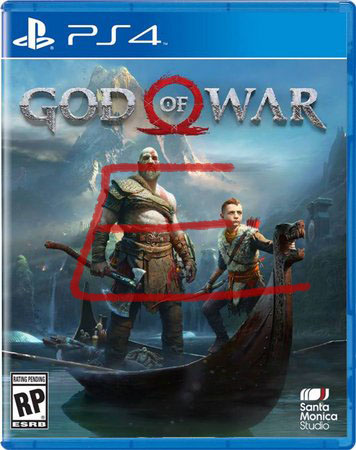 PS4
GOD OF WAR
E
RATING PENDING
RP
ESRB
Santa
Monica
Studio